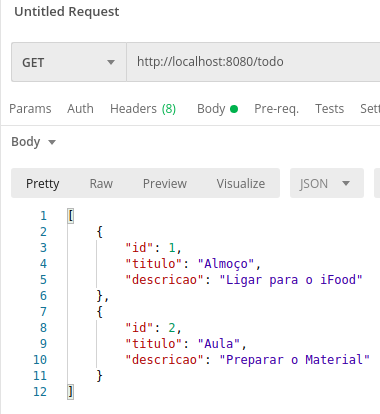 Untitled Request
GET http://localhost:8080/todo
Params Auth Headers (8) Body Pre-req. Tests Sett
Body
Pretty Raw Preview Visualize JSON
1 [
2 {
3 "id": 1,
4 "titulo": "Almoço",
5 "descricao": "Ligar para o iFood"
6 },
7 {
8 "id": 2,
9 "titulo": "Aula",
10 "descricao": "Preparar o Material"
11 }
12 ]